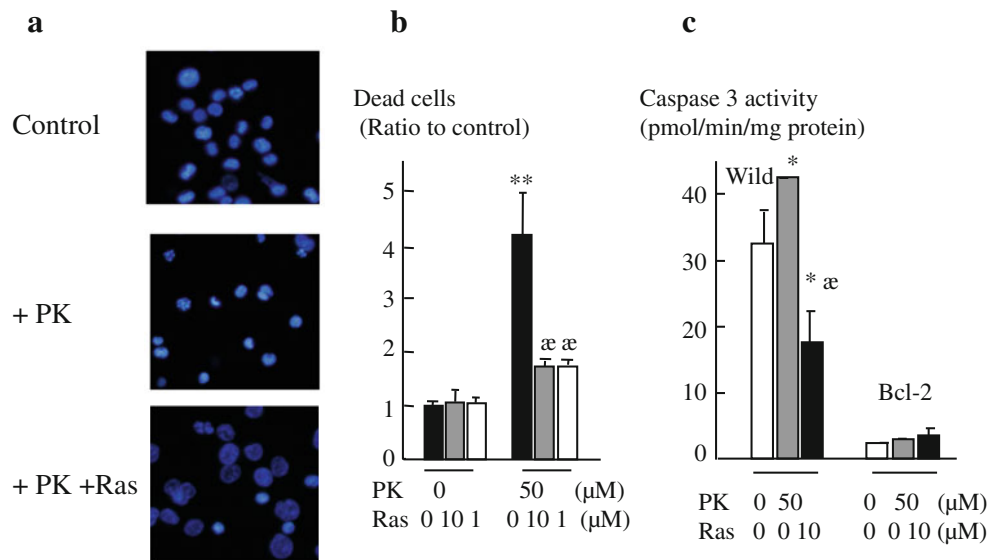 a
Control
+ PK
+ PK +Ras
b
Dead cells
(Ratio to control)
5
4
3
2
1
0
**
æ æ
PK 0 50 (μM)
Ras 0 10 1 0 10 1 (μM)
c
Caspase 3 activity
(pmol/min/mg protein)
40
30
20
10
0
Wild
*
* æ
Bcl-2
PK 0 50 0 50 (μM)
Ras 0 0 10 0 0 10 (μM)